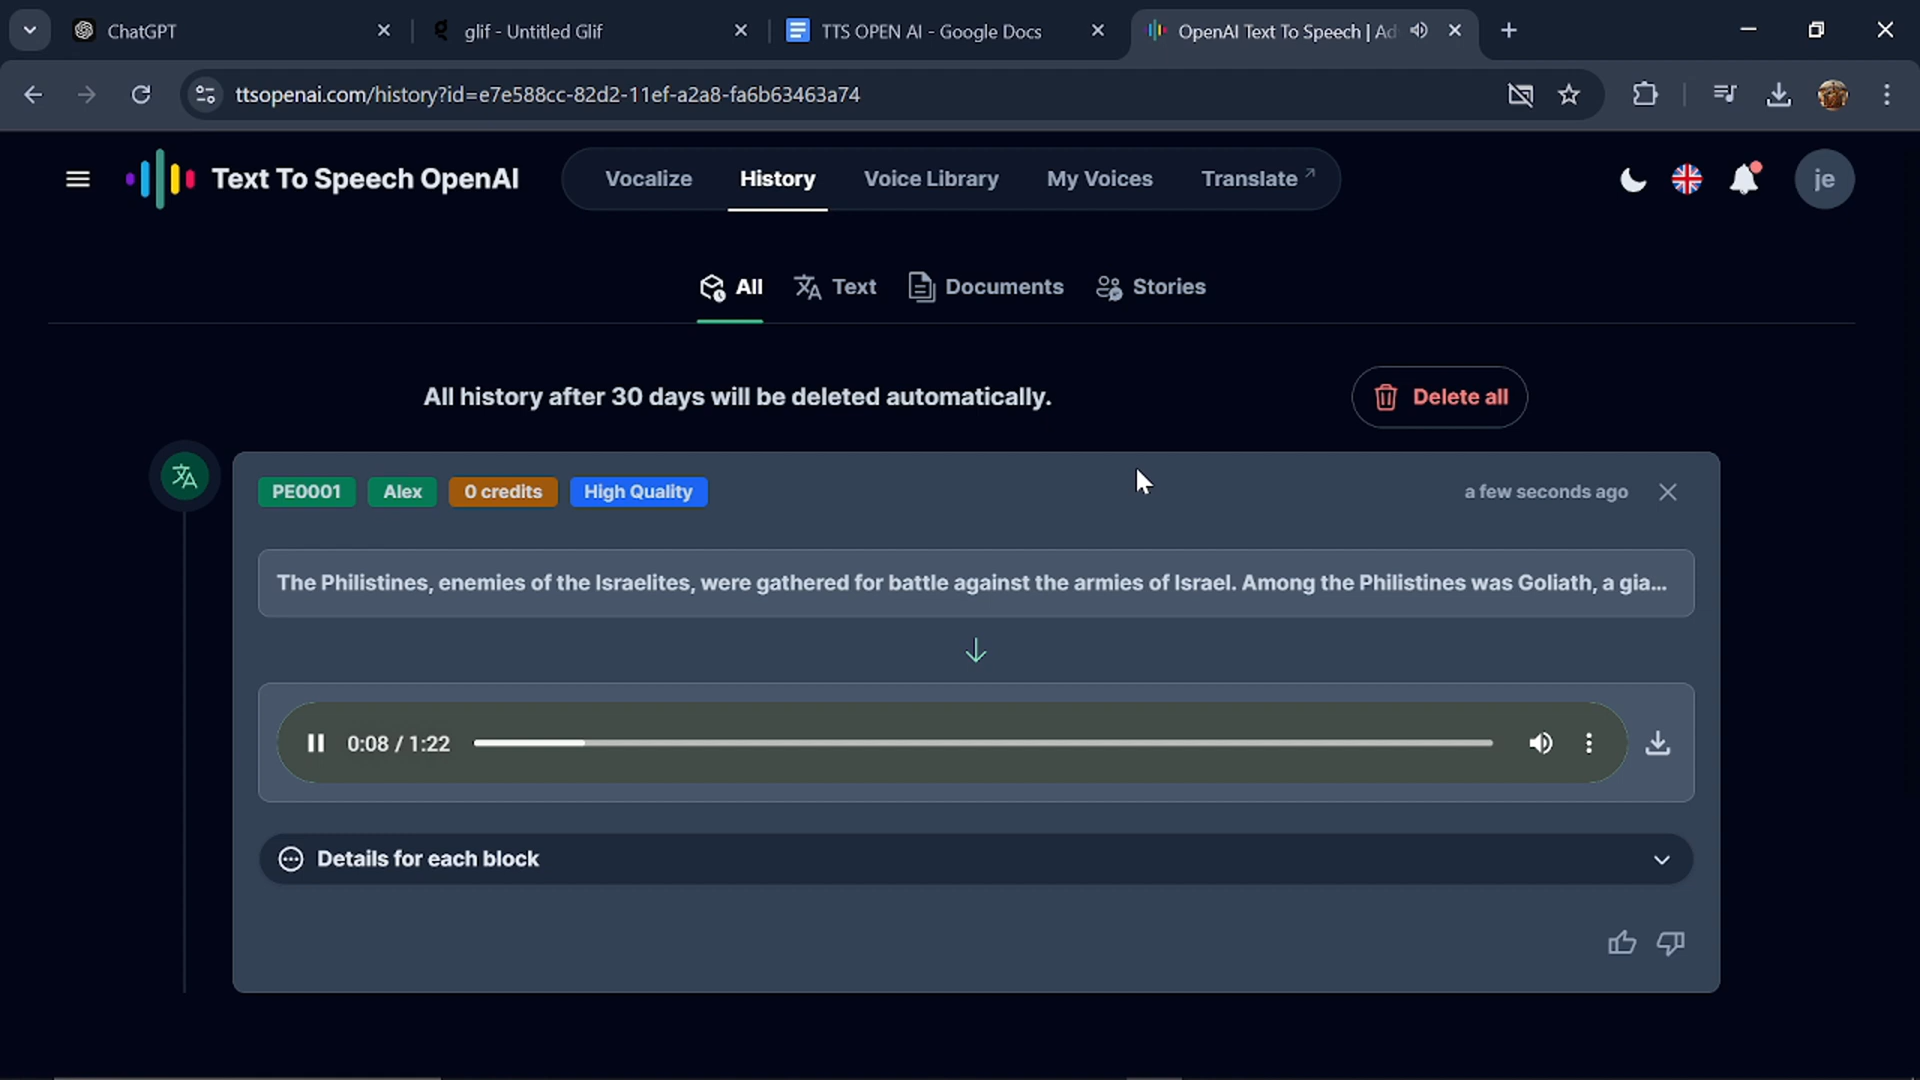 ChatGPT
glif - Untitled Glif
TTS OPEN AI - Google Docs
OpenAI Text To Speech | Ad
ttsopenai.com/history?id=e7e588cc-82d2-11ef-a2a8-fa6b63463a74
Text To Speech OpenAI
Vocalize
History
Voice Library
My Voices
Translate
je
All
Text
Documents
Stories
All history after 30 days will be deleted automatically.
Delete all
PE0001
Alex
0 credits
High Quality
a few seconds ago
The Philistines, enemies of the Israelites, were gathered for battle against the armies of Israel. Among the Philistines was Goliath, a gia...
0:08 / 1:22
Details for each block